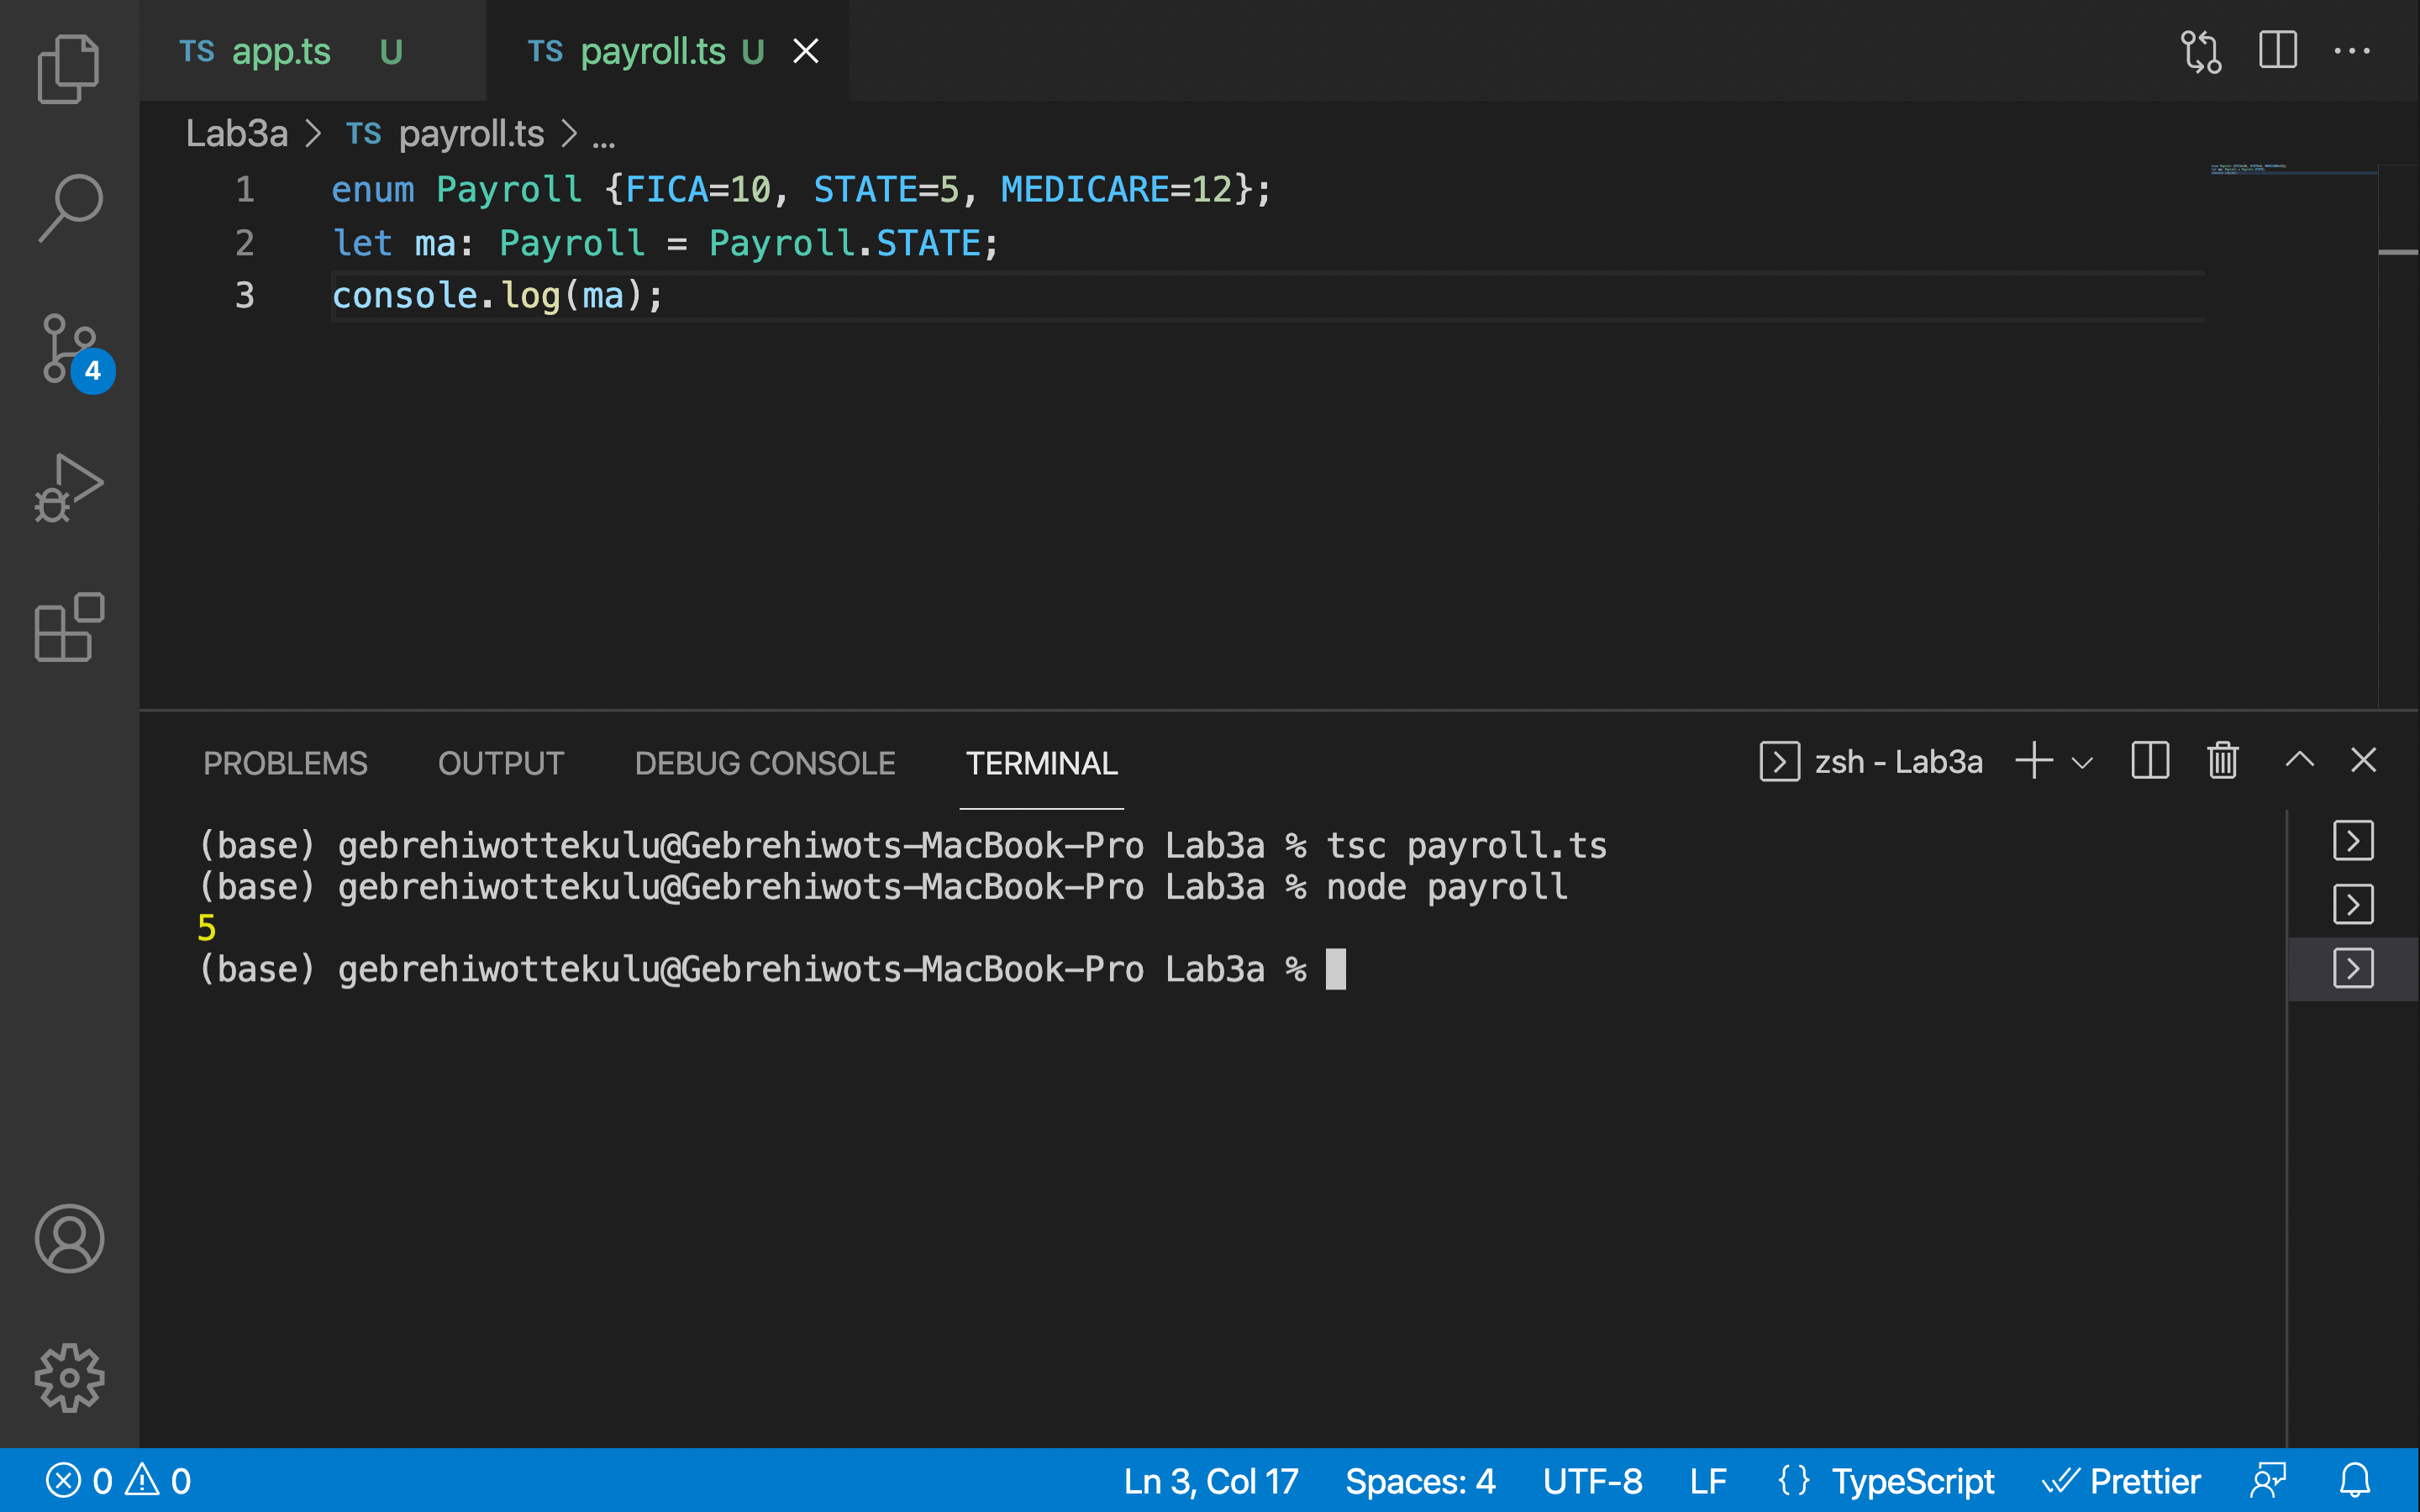 TS app.ts U TS payroll.ts U
Lab3a > TS payroll.ts > ...
1 enum Payroll {FICA=10, STATE=5, MEDICARE=12};
2 let ma: Payroll = Payroll.STATE;
3 console.log(ma);
4
PROBLEMS OUTPUT DEBUG CONSOLE TERMINAL zsh - Lab3a
(base) gebrehiwottekulu@Gebrehiwots-MacBook-Pro Lab3a % tsc payroll.ts
(base) gebrehiwottekulu@Gebrehiwots-MacBook-Pro Lab3a % node payroll
5
(base) gebrehiwottekulu@Gebrehiwots-MacBook-Pro Lab3a %
0 0 Ln 3, Col 17 Spaces: 4 UTF-8 LF {} TypeScript Prettier